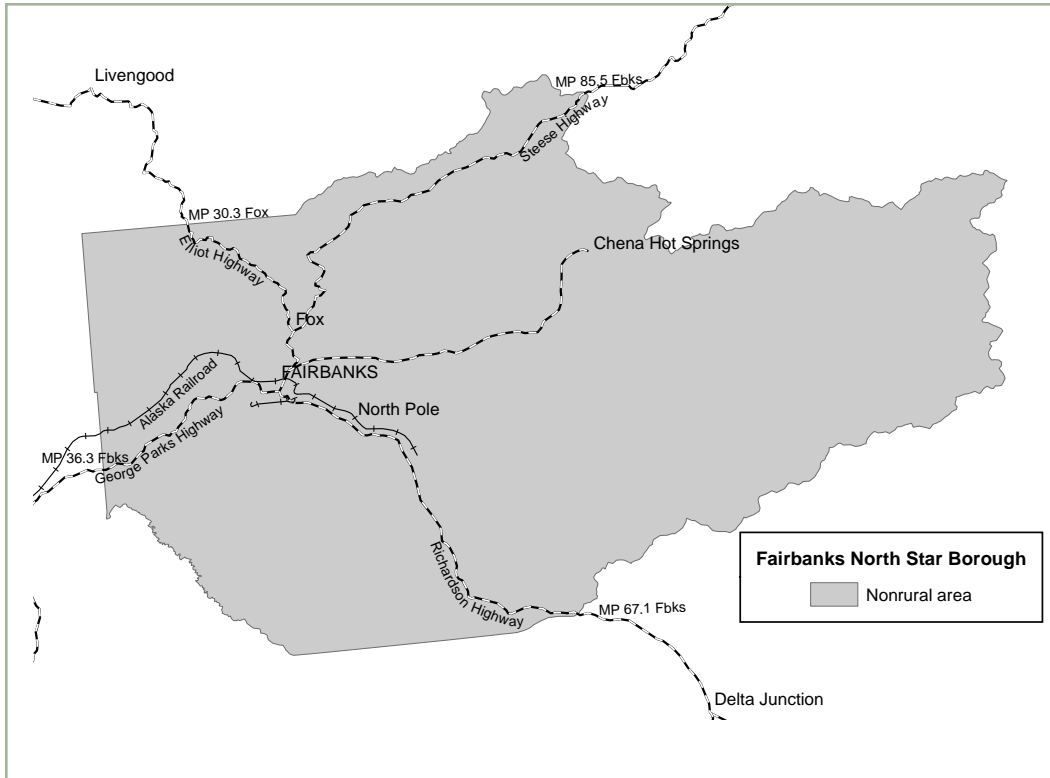 Livengood
MP 85.5 Fbks
Steese Highway
MP 30.3 Fox
Elliot Highway
Chena Hot Springs
Fox
FAIRBANKS
Alaska Railroad
North Pole
George Parks Highway
MP 36.3 Fbks
Richardson Highway
MP 67.1 Fbks
Delta Junction
Fairbanks North Star Borough
Nonrural area